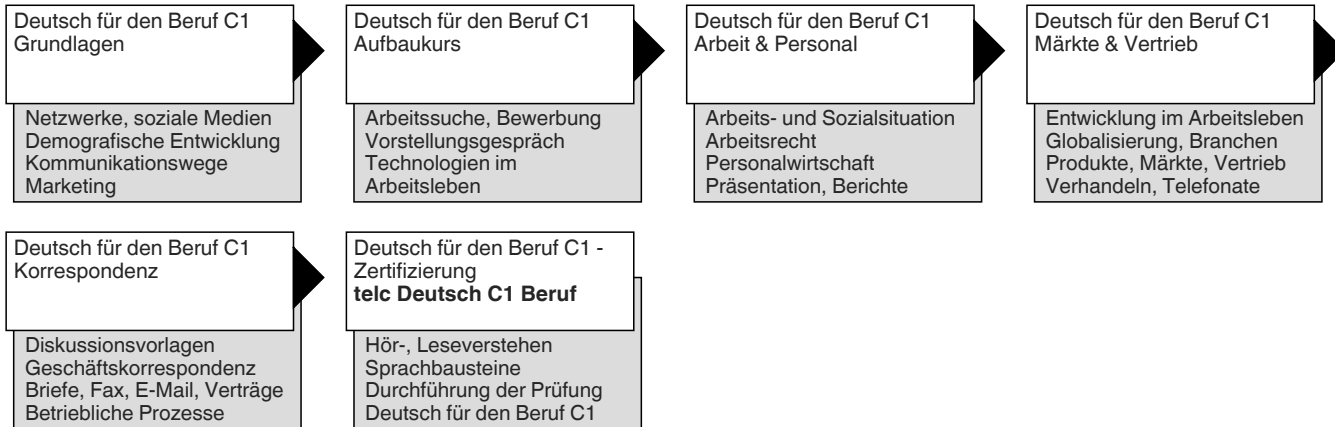 Deutsch für den Beruf C1
Grundlagen
Netzwerke, soziale Medien
Demografische Entwicklung
Kommunikationswege
Marketing
Deutsch für den Beruf C1
Aufbaukurs
Arbeitssuche, Bewerbung
Vorstellungsgespräch
Technologien im
Arbeitsleben
Deutsch für den Beruf C1
Arbeit & Personal
Arbeits- und Sozialsituation
Arbeitsrecht
Personalwirtschaft
Präsentation, Berichte
Deutsch für den Beruf C1
Märkte & Vertrieb
Entwicklung im Arbeitsleben
Globalisierung, Branchen
Produkte, Märkte, Vertrieb
Verhandeln, Telefonate
Deutsch für den Beruf C1
Korrespondenz
Diskussionsvorlagen
Geschäftskorrespondenz
Briefe, Fax, E-Mail, Verträge
Betriebliche Prozesse
Deutsch für den Beruf C1 -
Zertifizierung
telc Deutsch C1 Beruf
Hör-, Leseverstehen
Sprachbausteine
Durchführung der Prüfung
Deutsch für den Beruf C1